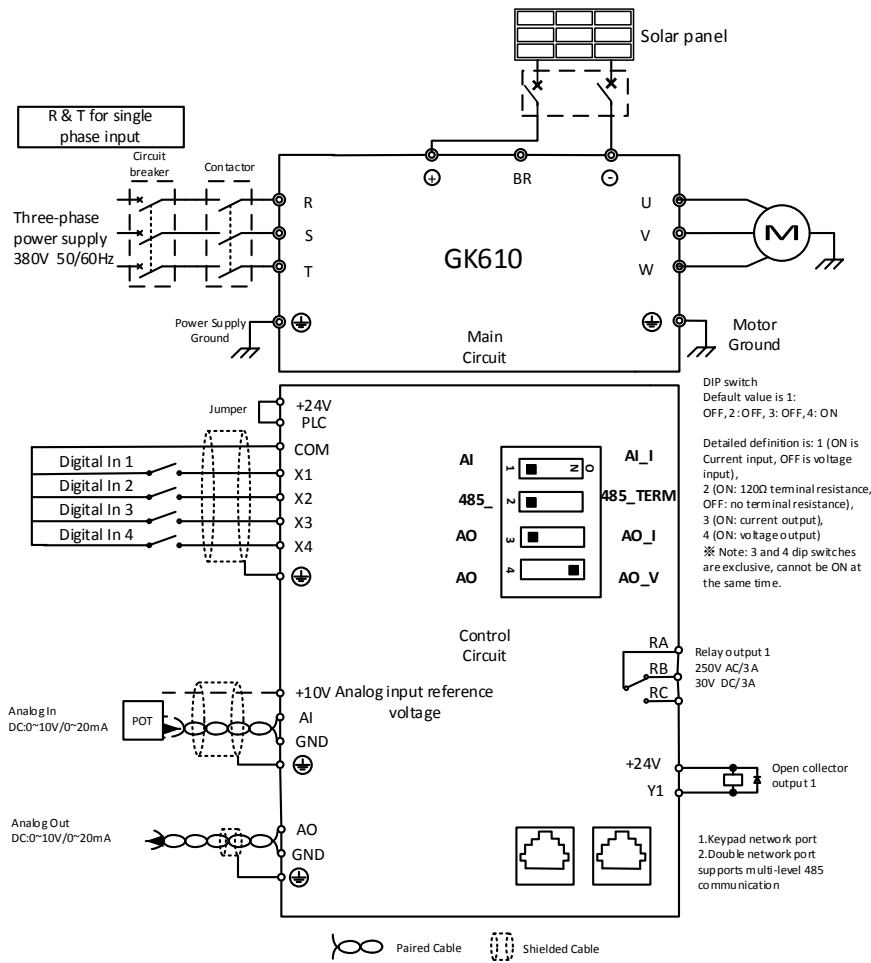 Solar panel
R & T for single
phase input
Circuit
breaker
Contactor
+
BR
-
R
S
T
U
V
W
M
Three-phase
power supply
380V 50/60Hz
GK610
Power Supply
Ground
Main
Circuit
Motor
Ground
DIP switch
Default value is 1:
OFF, 2: OFF, 3: OFF, 4: ON
Detailed definition is: 1 (ON is
Current input, OFF is voltage
input),
2 (ON: 120Ω terminal resistance,
OFF: no terminal resistance),
3 (ON: current output),
4 (ON: voltage output)
※ Note: 3 and 4 dip switches
are exclusive, cannot be ON at
the same time.
Jumper
+24V
PLC
COM
Digital In 1
X1
Digital In 2
X2
Digital In 3
X3
Digital In 4
X4
AI
1
N O
AI_I
485_
2
485_TERM
AO
3
AO_I
AO
4
AO_V
Control
Circuit
RA
RB
RC
Relay output 1
250V AC/3A
30V DC/3A
+10V Analog input reference
voltage
Analog In
DC:0~10V/0~20mA
POT
AI
GND
+24V
Y1
Open collector
output 1
Analog Out
DC:0~10V/0~20mA
AO
GND
1.Keypad network port
2.Double network port
supports multi-level 485
communication
Paired Cable
Shielded Cable